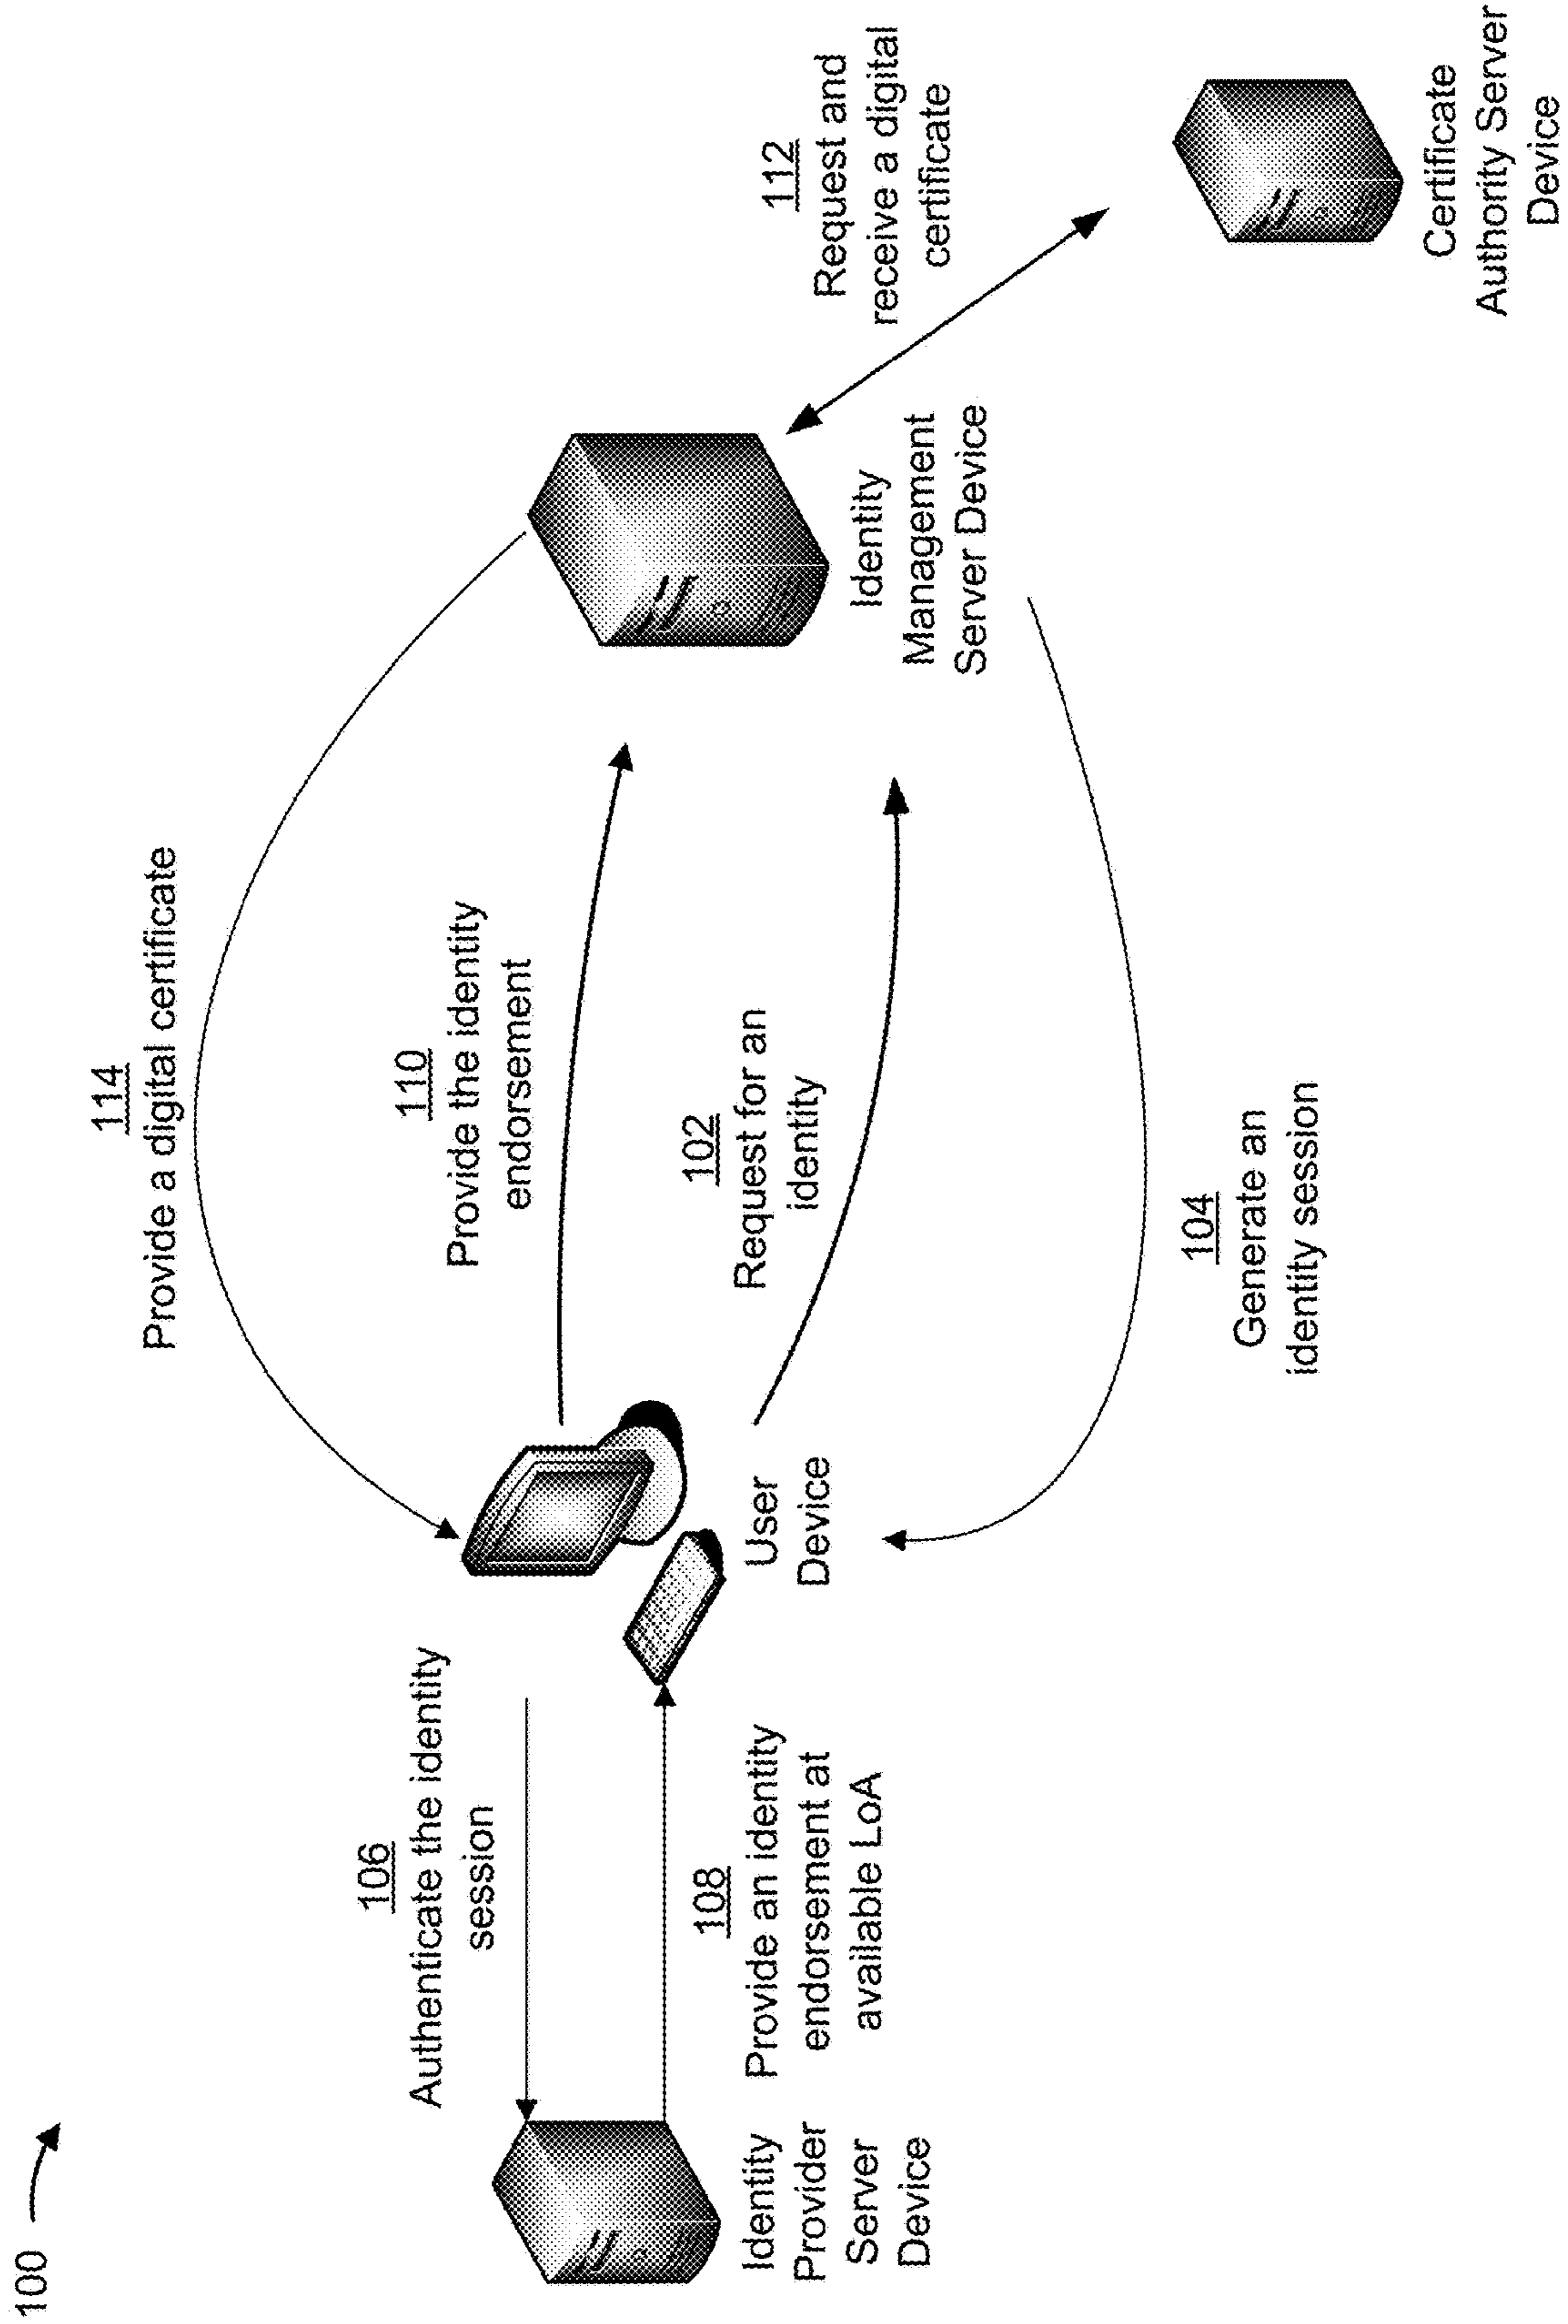 100
114
Provide a digital certificate
110
Provide the identity
endorsement
102
Request for an
identity
104
Generate an
identity session
106
Authenticate the identity
session
108
Provide an identity
endorsement at
available LoA
112
Request and
receive a digital
certificate
Identity
Provider
Server
Device
User
Device
Identity
Management
Server Device
Certificate
Authority Server
Device